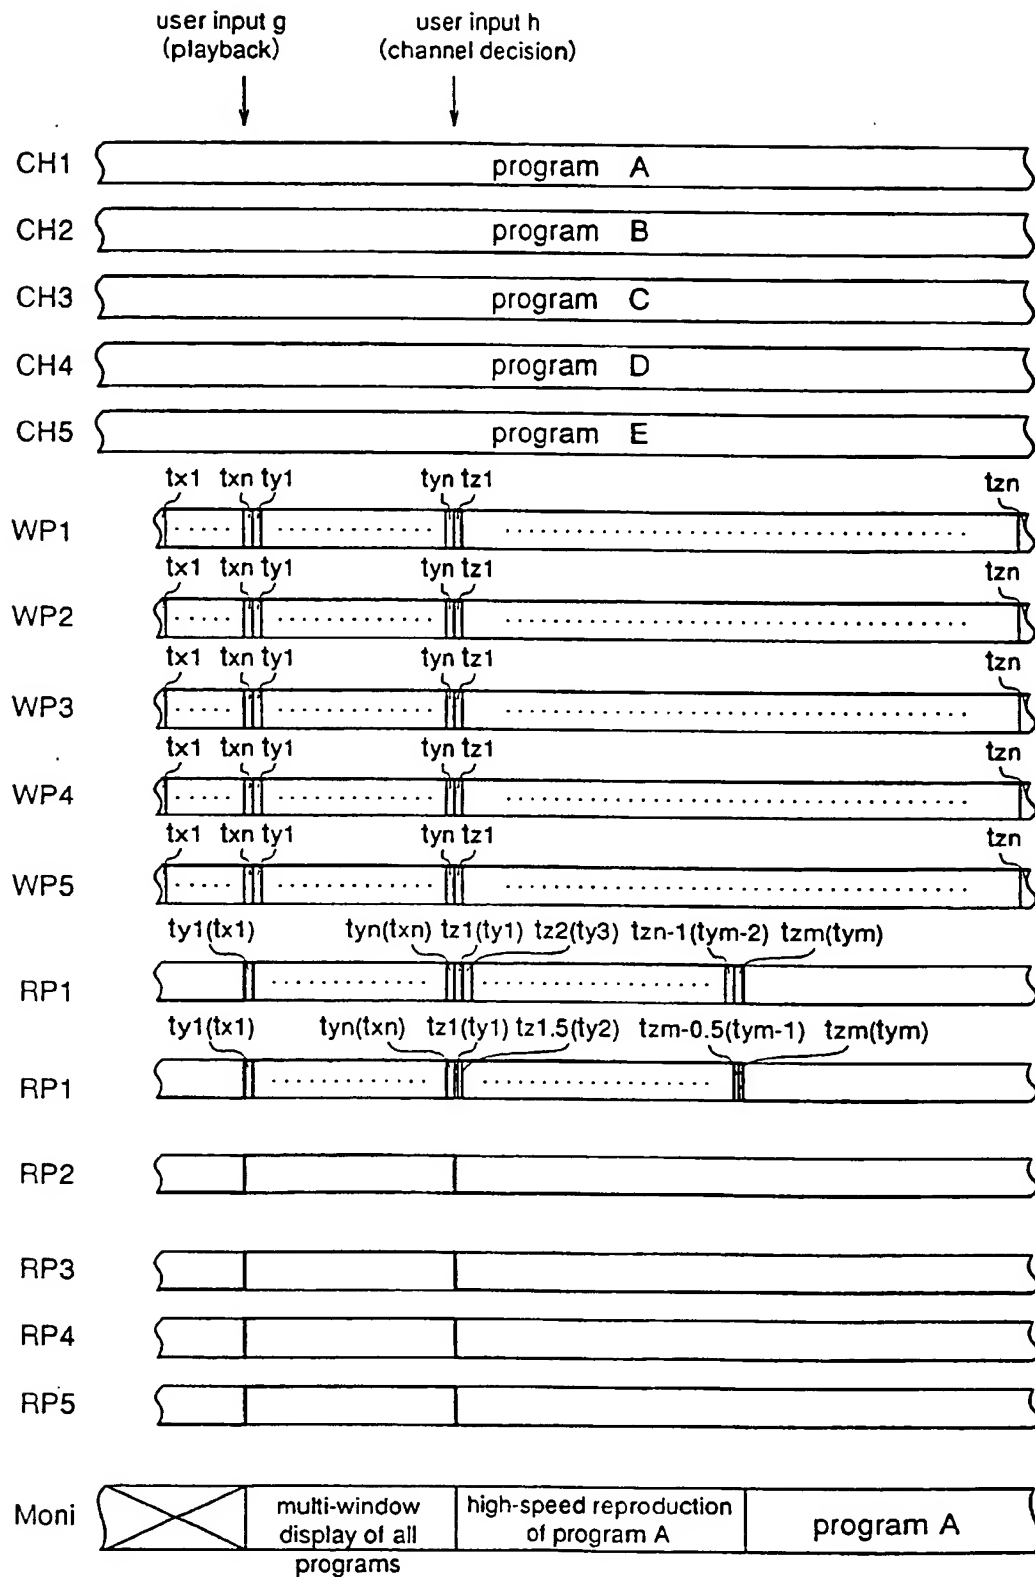 user input g
(playback)
user input h
(channel decision)
CH1 program A
CH2 program B
CH3 program C
CH4 program D
CH5 program E
tx1 txn ty1 tyn tz1 tzn
WP1
tx1 txn ty1 tyn tz1 tzn
WP2
tx1 txn ty1 tyn tz1 tzn
WP3
tx1 txn ty1 tyn tz1 tzn
WP4
tx1 txn ty1 tyn tz1 tzn
WP5
ty1(tx1) tyn(txn) tz1(ty1) tz2(ty3) tzn-1(tym-2) tzm(tym)
RP1
ty1(tx1) tyn(txn) tz1(ty1) tz1.5(ty2) tzm-0.5(tym-1) tzm(tym)
RP1
RP2
RP3
RP4
RP5
Moni
multi-window
display of all
programs
high-speed reproduction
of program A
program A